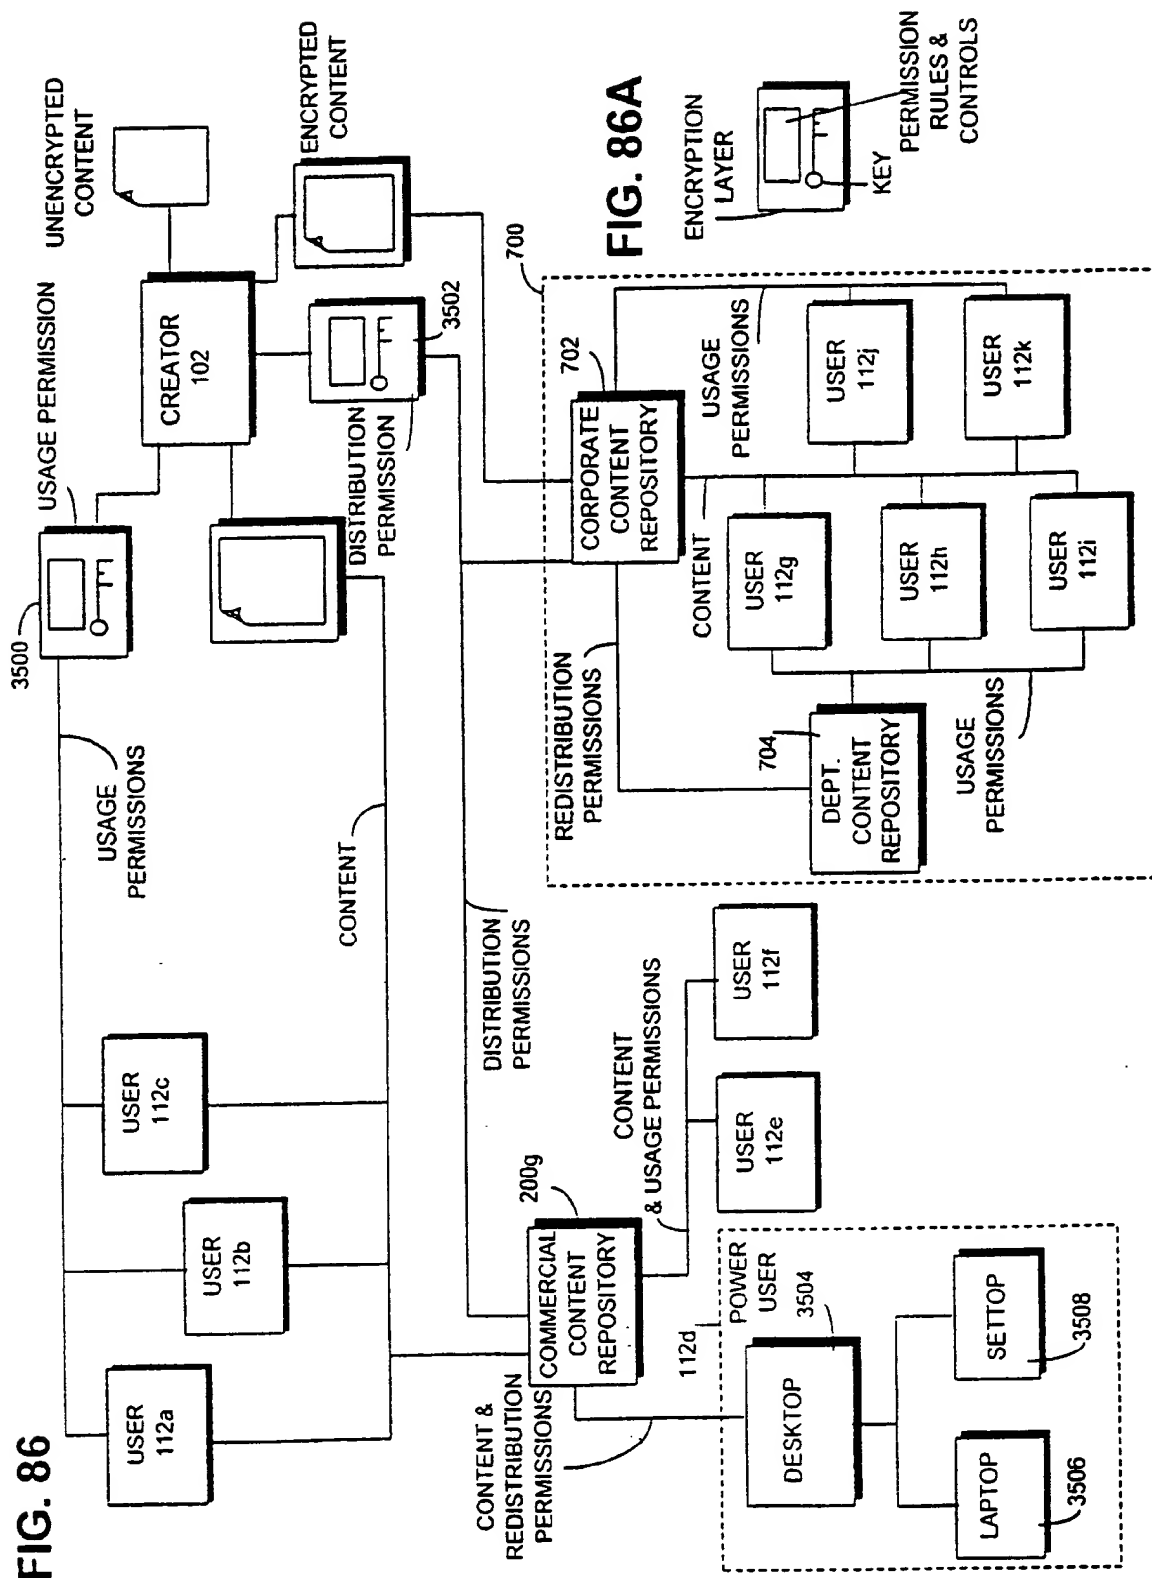 FIG. 86
3500
USAGE PERMISSION
UNENCRYPTED
CONTENT
CREATOR
102
ENCRYPTED
CONTENT
USAGE
PERMISSIONS
DISTRIBUTION
PERMISSION
3502
CONTENT
USER
112a
USER
112b
USER
112c
DISTRIBUTION
PERMISSIONS
COMMERCIAL
CONTENT
REPOSITORY
200g
CONTENT &
REDISTRIBUTION
PERMISSIONS
CONTENT
& USAGE PERMISSIONS
USER
112e
USER
112f
112d
POWER
USER
3504
DESKTOP
LAPTOP
3506
SETTOP
3508
700
CORPORATE
CONTENT
REPOSITORY
702
REDISTRIBUTION
PERMISSIONS
704
DEPT.
CONTENT
REPOSITORY
CONTENT
USAGE
PERMISSIONS
USER
112g
USER
112h
USER
112i
USER
112j
USER
112k
USAGE
PERMISSIONS
FIG. 86A
ENCRYPTION
LAYER
KEY
PERMISSION
RULES &
CONTROLS